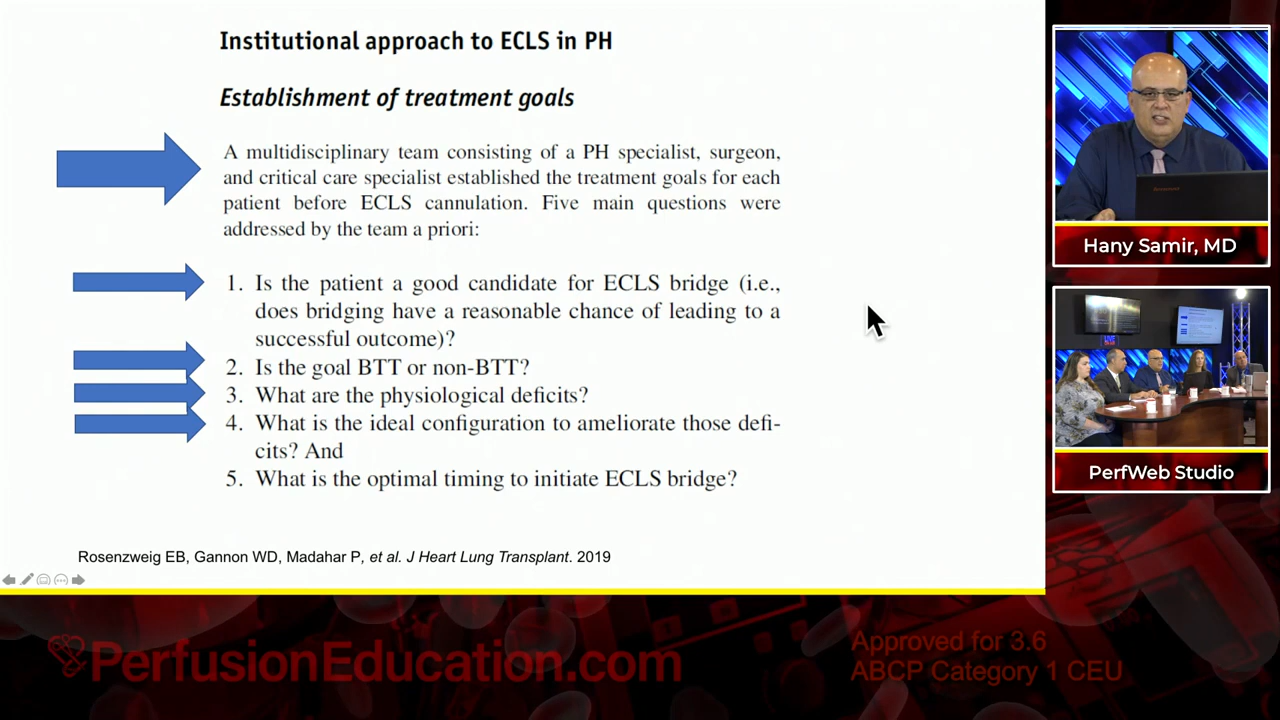 Institutional approach to ECLS in PH
Establishment of treatment goals
A multidisciplinary team consisting of a PH specialist, surgeon,
and critical care specialist established the treatment goals for each
patient before ECLS cannulation. Five main questions were
addressed by the team a priori:
1. Is the patient a good candidate for ECLS bridge (i.e.,
does bridging have a reasonable chance of leading to a
successful outcome)?
2. Is the goal BTT or non-BTT?
3. What are the physiological deficits?
4. What is the ideal configuration to ameliorate those defi-
cits? And
5. What is the optimal timing to initiate ECLS bridge?
Rosenzweig EB, Gannon WD, Madahar P, et al. J Heart Lung Transplant. 2019
Hany Samir, MD
PerfWeb Studio
PerfusionEducation.com
Approved for 3.6
ABCP Category 1 CEU